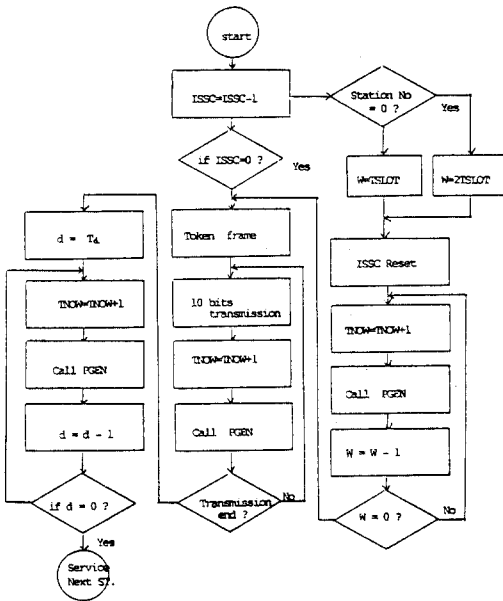 start
ISSC=ISSC-1
Station No
= 0 ?
Yes
if ISSC=0 ?
Yes
W=TSLOT
W=2TSLOT
d = Td
Token frame
ISSC Reset
TNOW=TNOW+1
10 bits
transmission
TNOW=TNOW+1
Call PGEN
TNOW=TNOW+1
Call PGEN
d = d - 1
Call PGEN
W = W - 1
if d = 0 ?
Transmission
end ?
No
W = 0 ?
No
Yes
Service
Next ST.